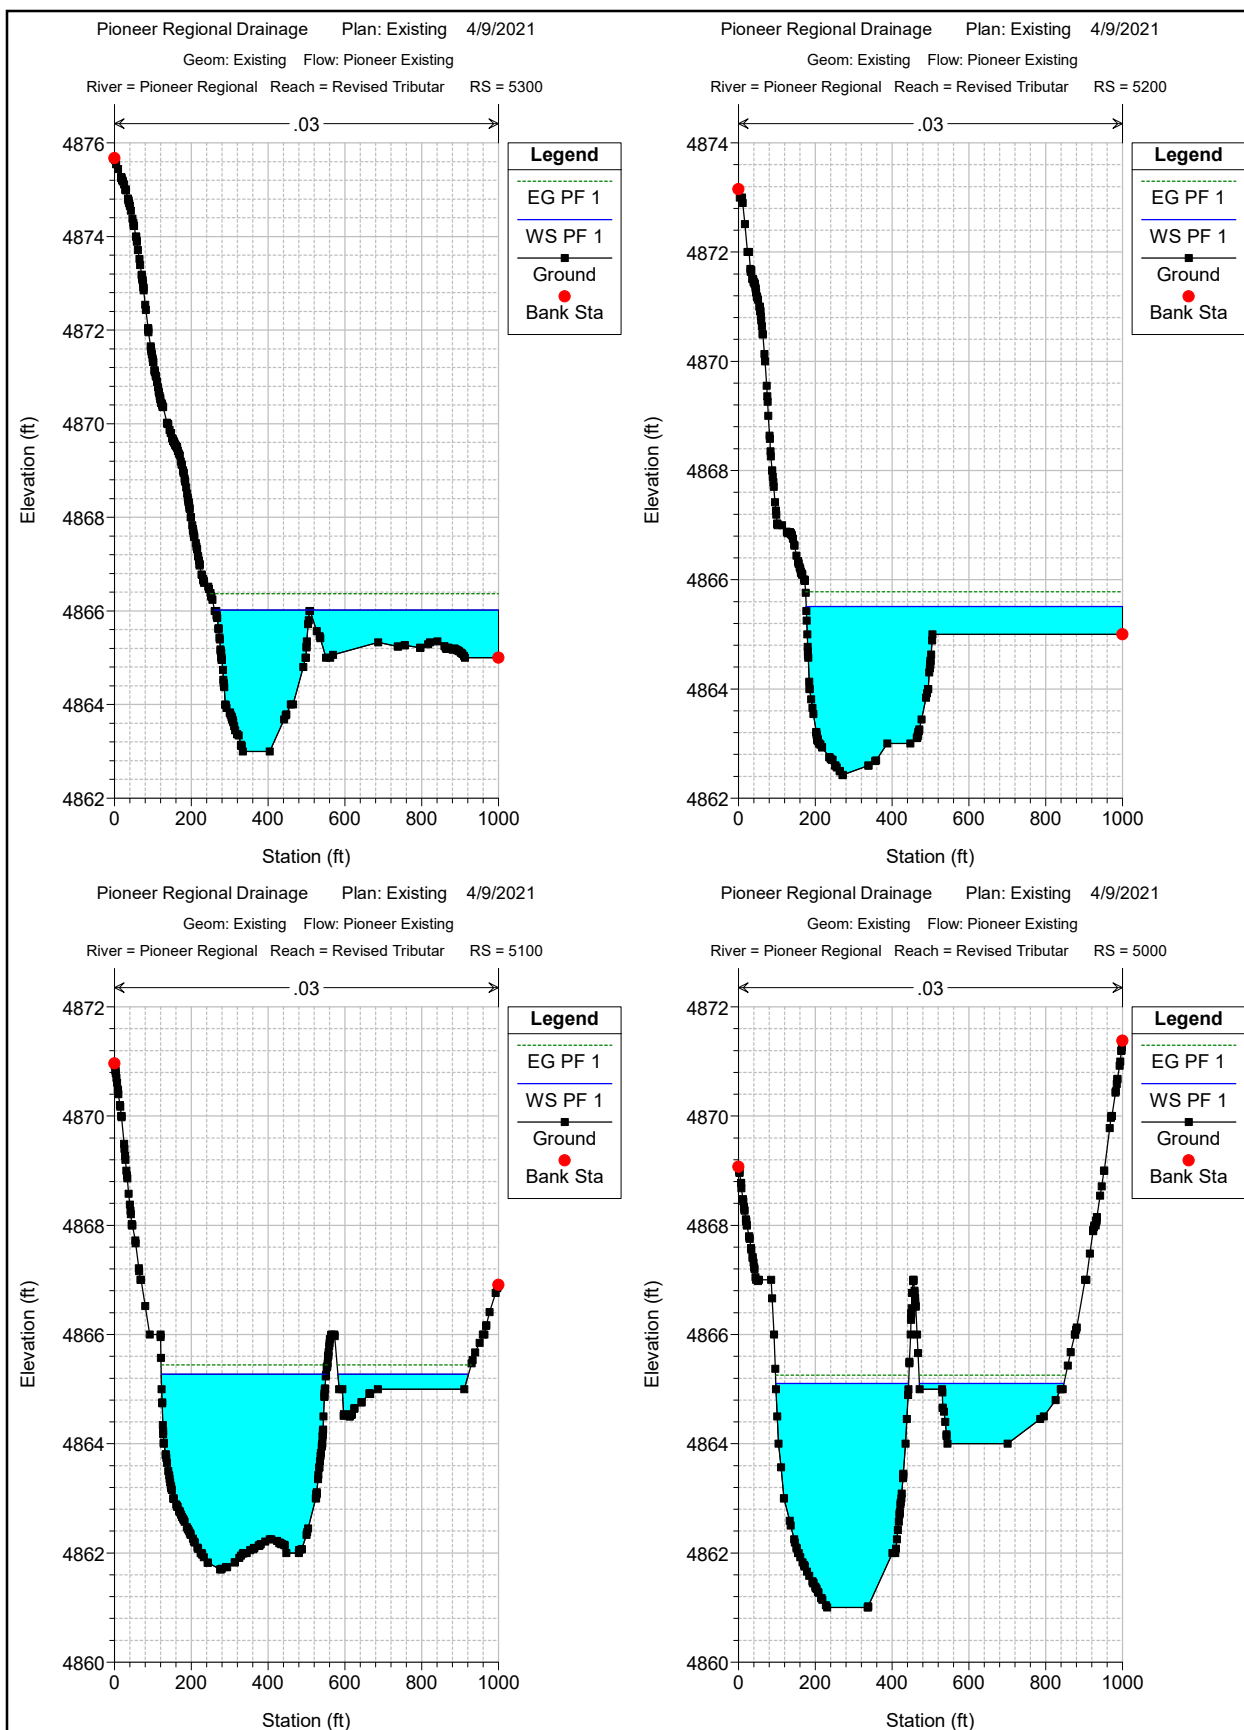 Pioneer Regional Drainage Plan: Existing 4/9/2021
Geom: Existing Flow: Pioneer Existing
River = Pioneer Regional Reach = Revised Tributar RS = 5300
.03
4876
4874
4872
4870
4868
4866
4864
4862
Elevation (ft)
0 200 400 600 800 1000
Station (ft)
Legend
EG PF 1
WS PF 1
Ground
Bank Sta
Pioneer Regional Drainage Plan: Existing 4/9/2021
Geom: Existing Flow: Pioneer Existing
River = Pioneer Regional Reach = Revised Tributar RS = 5200
.03
4874
4872
4870
4868
4866
4864
4862
Elevation (ft)
0 200 400 600 800 1000
Station (ft)
Legend
EG PF 1
WS PF 1
Ground
Bank Sta
Pioneer Regional Drainage Plan: Existing 4/9/2021
Geom: Existing Flow: Pioneer Existing
River = Pioneer Regional Reach = Revised Tributar RS = 5100
.03
4872
4870
4868
4866
4864
4862
4860
Elevation (ft)
0 200 400 600 800 1000
Station (ft)
Legend
EG PF 1
WS PF 1
Ground
Bank Sta
Pioneer Regional Drainage Plan: Existing 4/9/2021
Geom: Existing Flow: Pioneer Existing
River = Pioneer Regional Reach = Revised Tributar RS = 5000
.03
4872
4870
4868
4866
4864
4862
4860
Elevation (ft)
0 200 400 600 800 1000
Station (ft)
Legend
EG PF 1
WS PF 1
Ground
Bank Sta